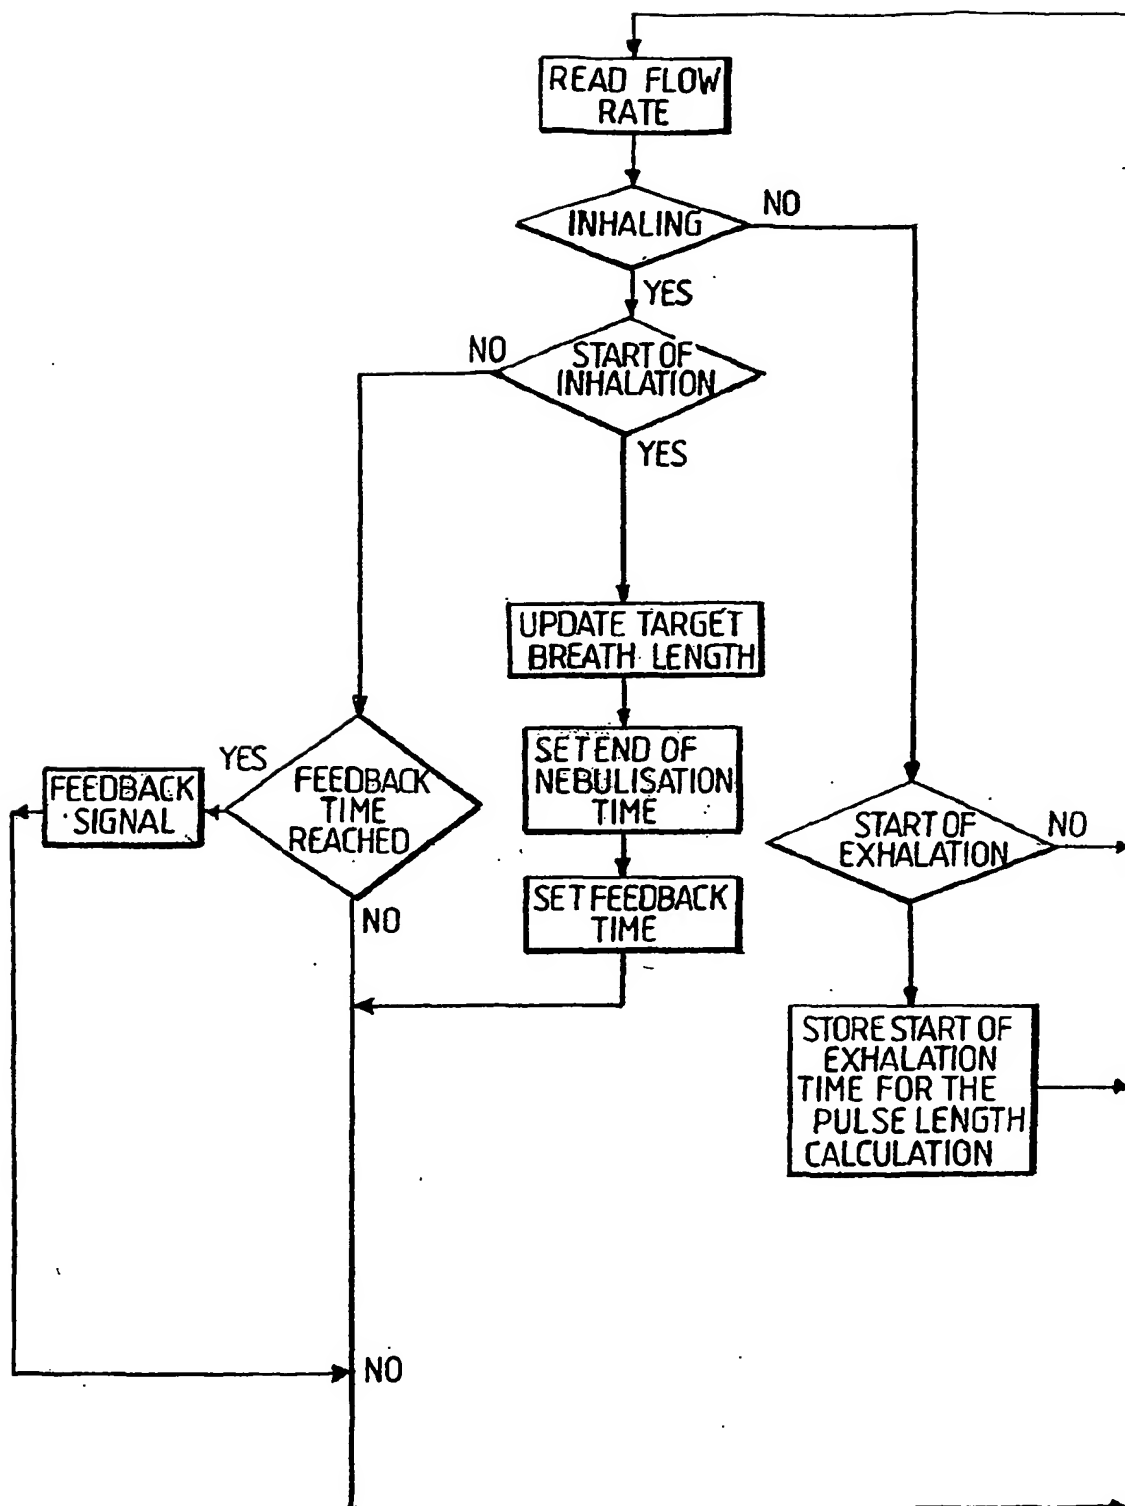 READ FLOW
RATE
INHALING
NO
YES
START OF
INHALATION
NO
YES
UPDATE TARGET
BREATH LENGTH
SET END OF
NEBULISATION
TIME
YES
FEEDBACK
SIGNAL
FEEDBACK
TIME
REACHED
NO
SET FEEDBACK
TIME
START OF
EXHALATION
NO
STORE START OF
EXHALATION
TIME FOR THE
PULSE LENGTH
CALCULATION
NO